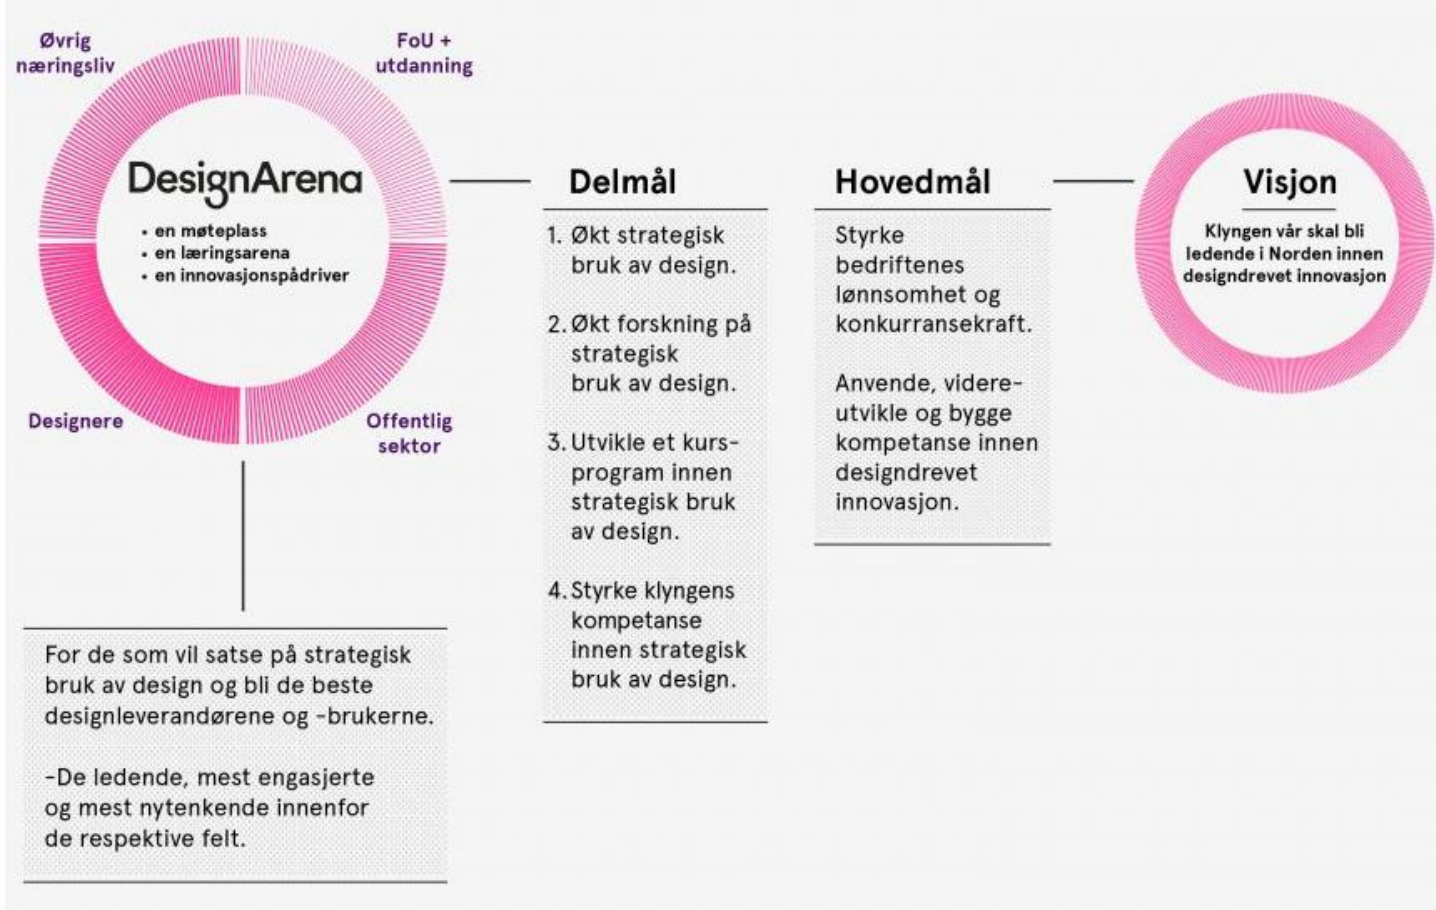 Øvrig
næringsliv
FoU +
utdanning
DesignArena
• en møteplass
• en læringsarena
• en innovasjonspådriver
Designere
Offentlig
sektor
For de som vil satse på strategisk
bruk av design og bli de beste
designleverandørene og -brukerne.
-De ledende, mest engasjerte
og mest nytenkende innenfor
de respektive felt.
Delmål
1. Økt strategisk
bruk av design.
2. Økt forskning på
strategisk
bruk av design.
3. Utvikle et kurs-
program innen
strategisk bruk
av design.
4. Styrke klyngens
kompetanse
innen strategisk
bruk av design.
Hovedmål
Styrke
bedriftenes
lønnsomhet og
konkurransekraft.
Anvende, videre-
utvikle og bygge
kompetanse innen
designdrevet
innovasjon.
Visjon
Klyngen vår skal bli
ledende i Norden innen
designdrevet innovasjon